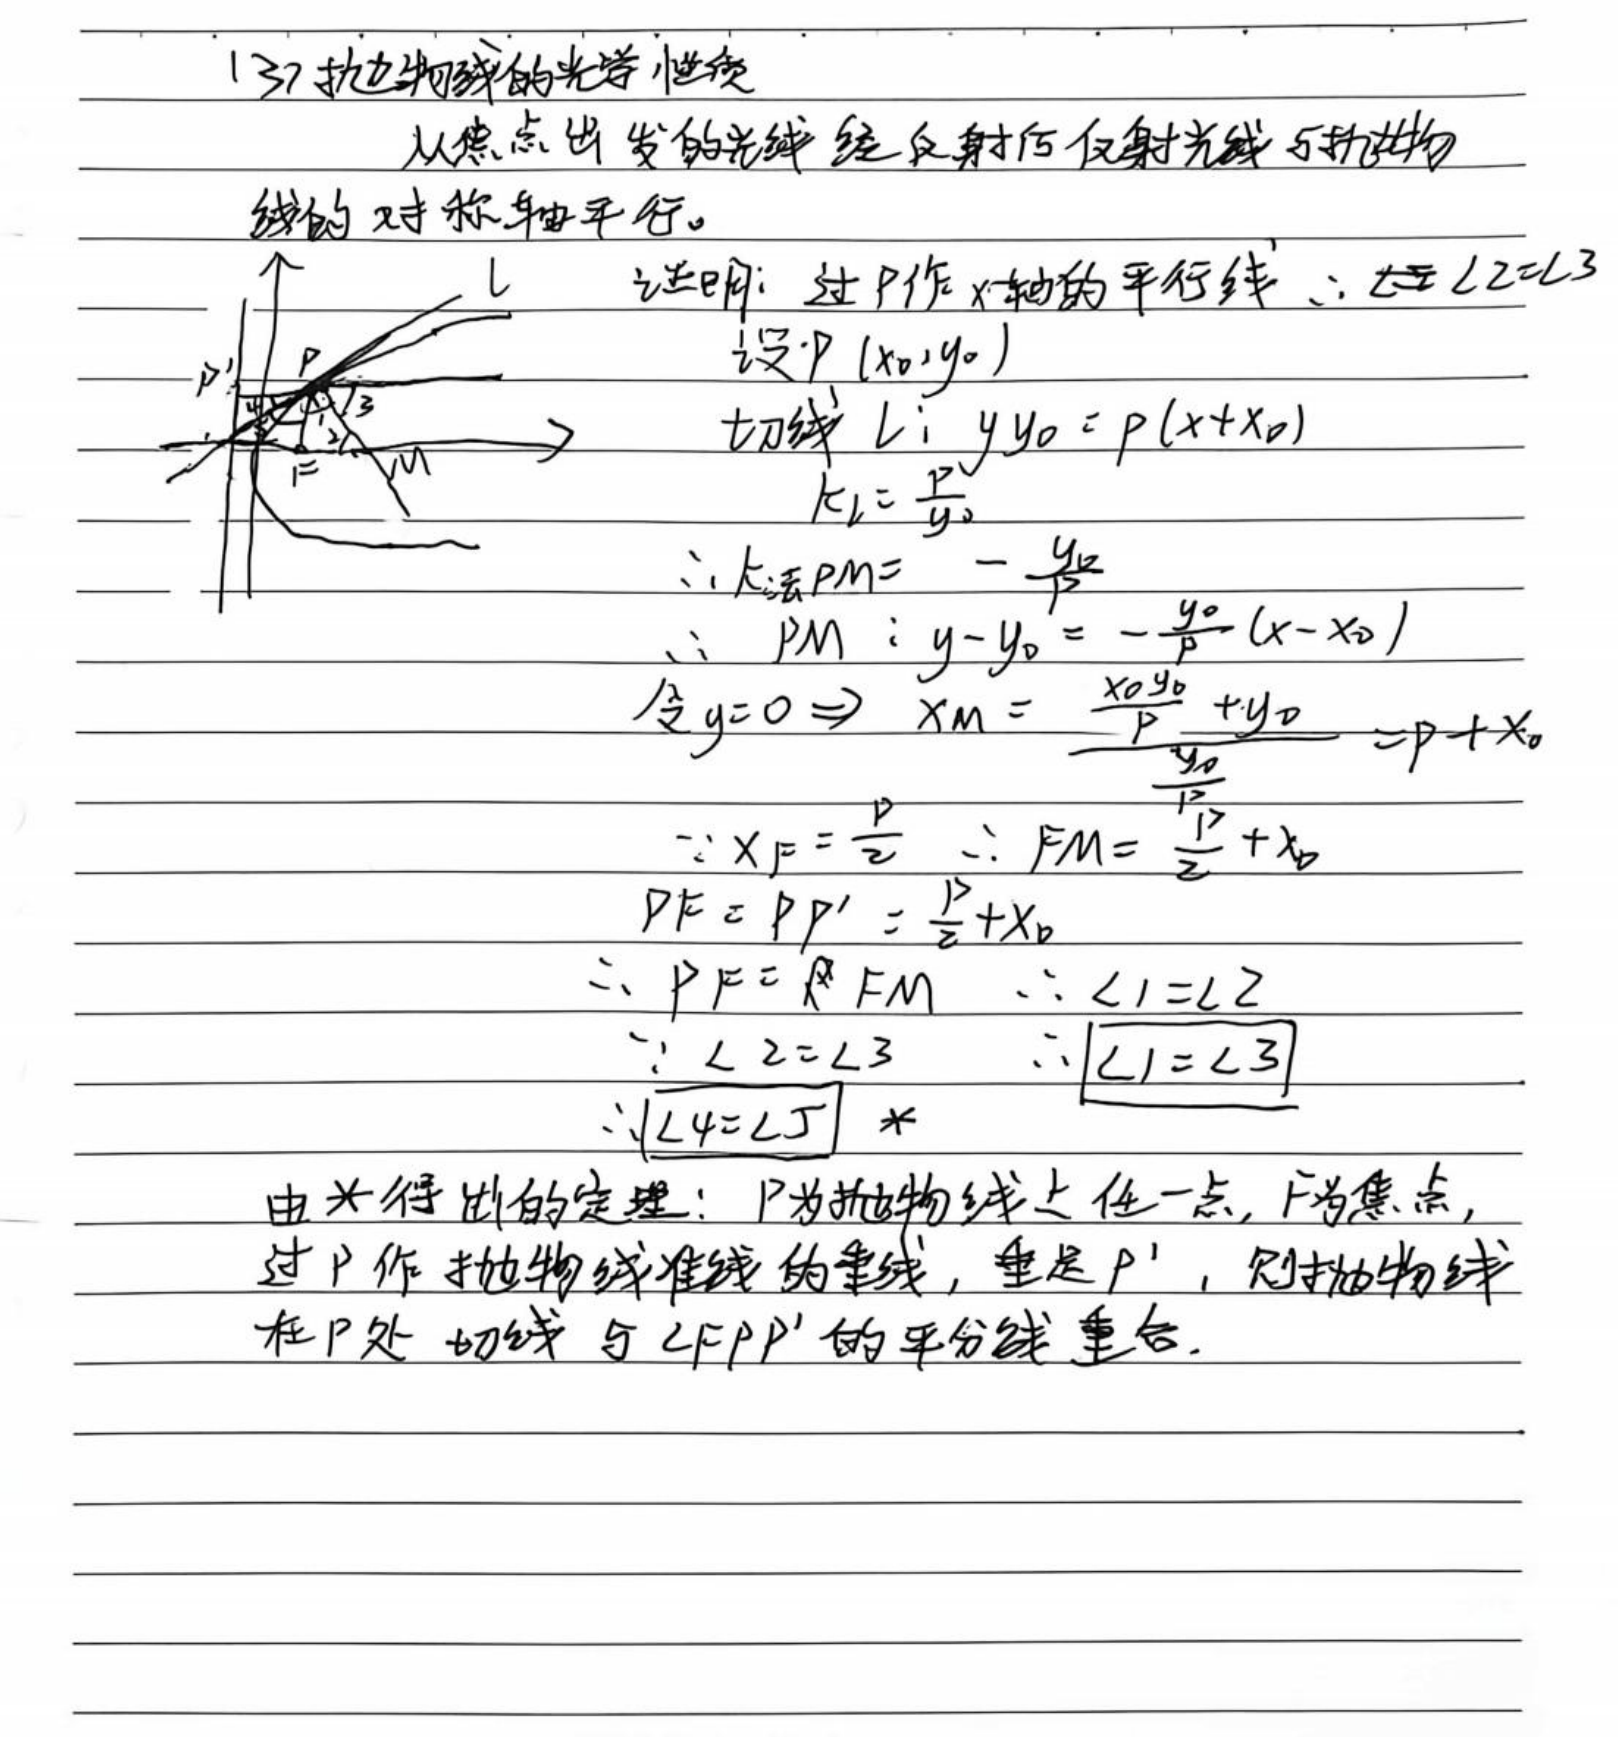 (3) 抛物线的光学性质
从焦点出发的光线经反射后反射光线与抛物
线的对称轴平行。
证明: 过P作x轴的平行线 ∴ ∠2=∠3
设P (x₀,y₀)
切线 L: yy₀ = p(x+x₀)
k_L = p/y₀
∴ k法PM = - y₀/p
∴ PM : y-y₀ = - y₀/p (x-x₀)
令y=0 ⇒ x_M = (x₀y₀/p + y₀)/(y₀/p) = p+x₀
∵ x_F = p/2 ∴ FM = p/2 + x₀
PF = PP' = p/2 + x₀
∴ PF = FM ∴ ∠1=∠2
∵ ∠2=∠3 ∴ ∠1=∠3
∴ ∠4=∠5 *
由*得出的定理: P为抛物线上任一点, F为焦点,
过P作抛物线准线的垂线, 垂足P', 则抛物线
在P处切线与∠FPP'的平分线重合.
L
P
P'
4
1
3
5
2
F
M